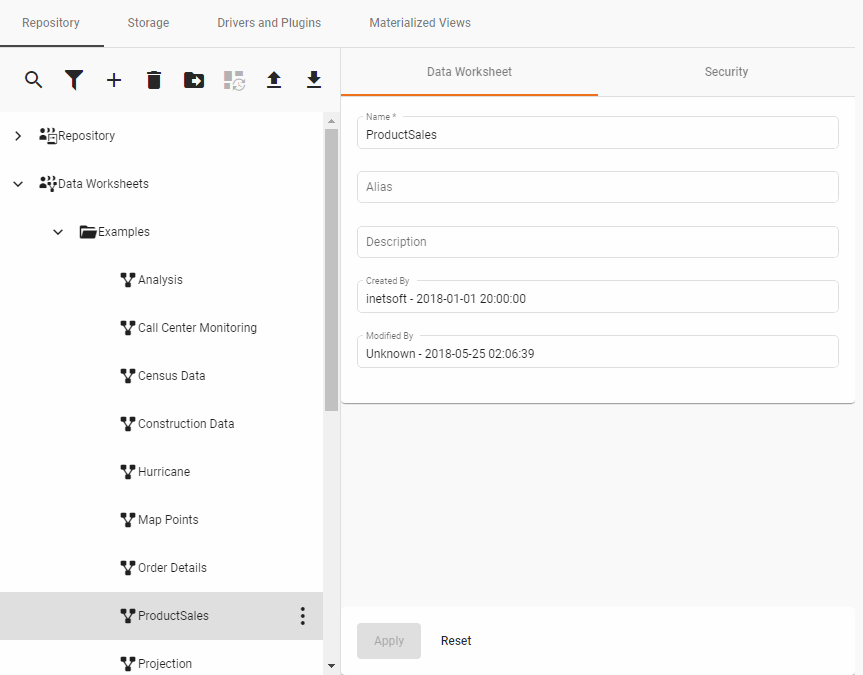 Repository Storage Drivers and Plugins Materialized Views
Repository
Data Worksheets
Examples
Analysis
Call Center Monitoring
Census Data
Construction Data
Hurricane
Map Points
Order Details
ProductSales
Projection
Data Worksheet Security
Name *
ProductSales
Alias
Description
Created By
inetsoft - 2018-01-01 20:00:00
Modified By
Unknown - 2018-05-25 02:06:39
Apply Reset